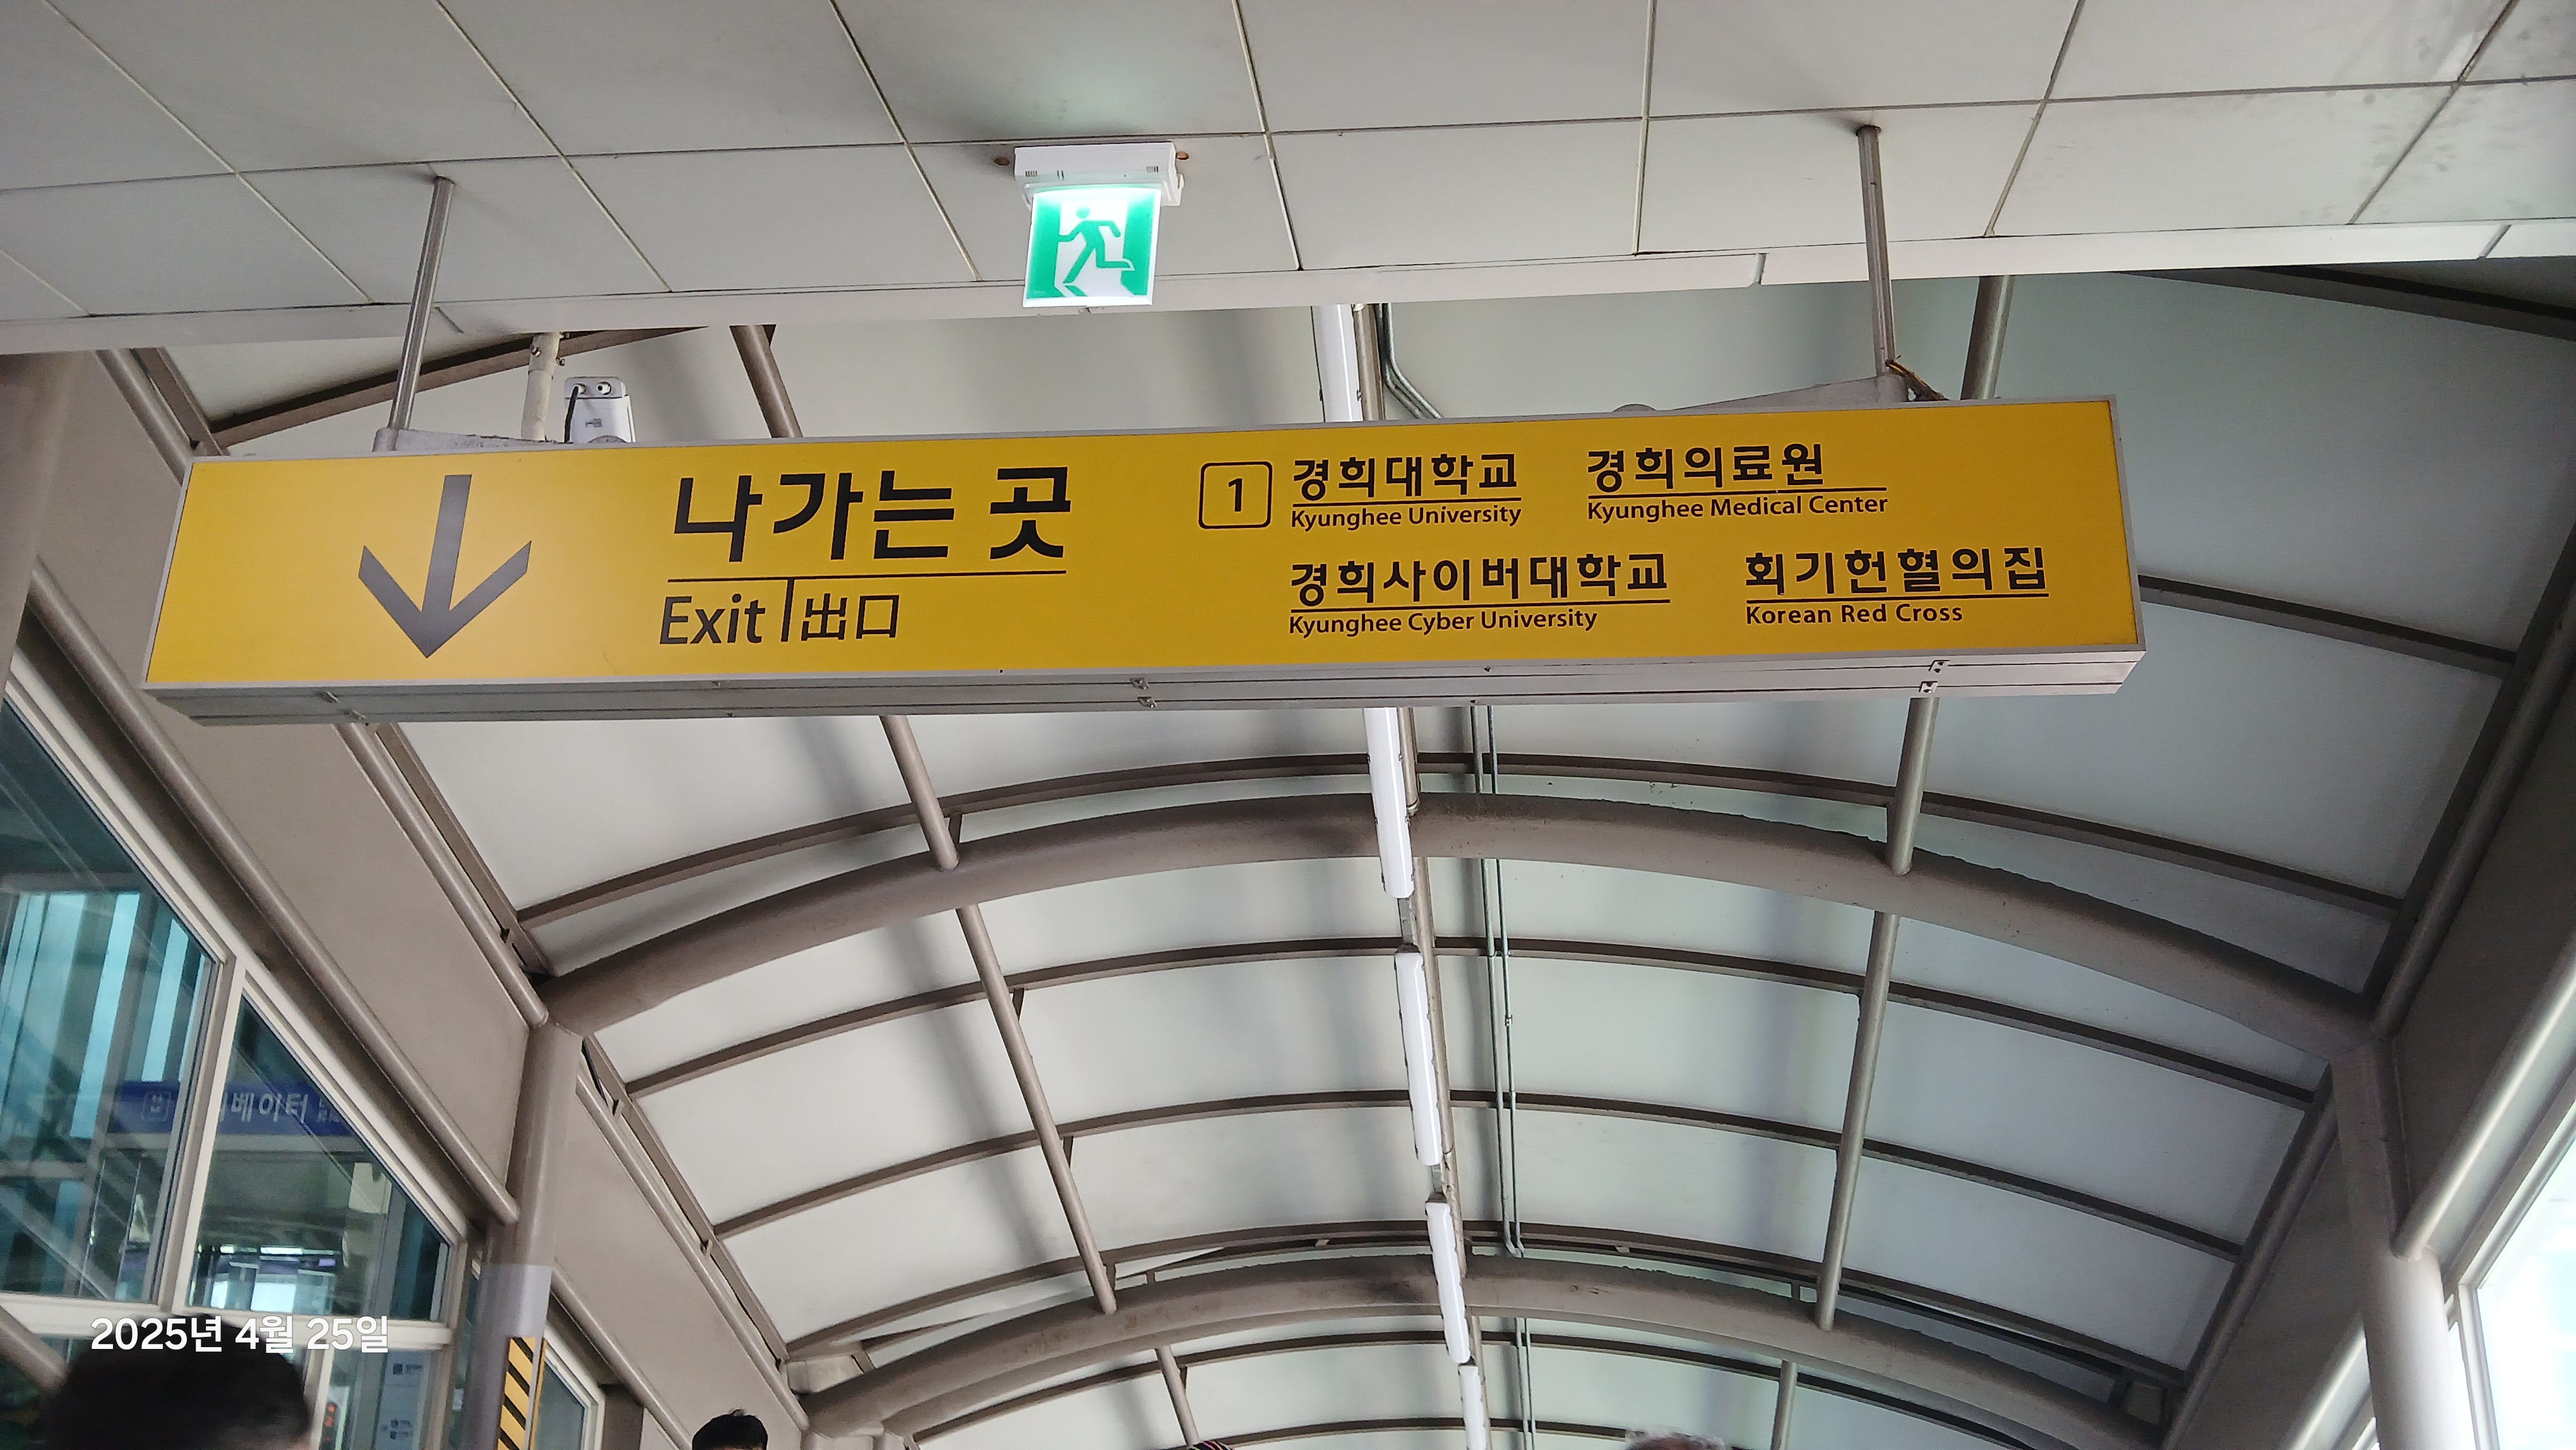 나가는 곳
Exit 出口
1 경희대학교 경희의료원
Kyunghee University Kyunghee Medical Center
경희사이버대학교 회기헌혈의집
Kyunghee Cyber University Korean Red Cross
2025년 4월 25일